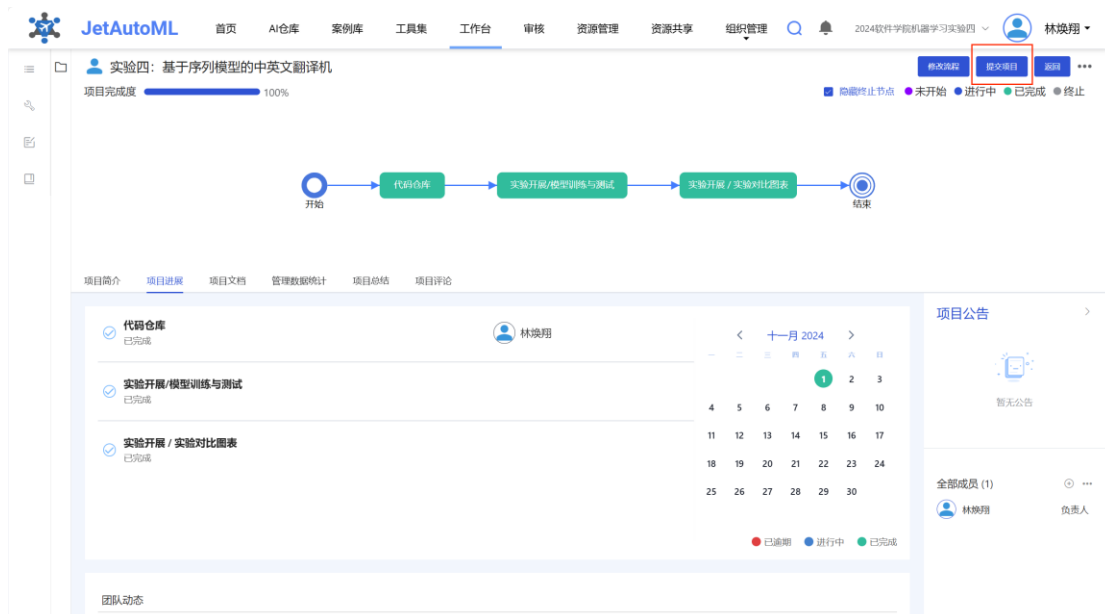 JetAutoML 首页 AI仓库 案例库 工具集 工作台 审核 资源管理 资源共享 组织管理 2024软件学院机器学习实验四 林焕翔
实验四：基于序列模型的中英文翻译机 修改流程 提交项目 返回
项目完成度 100% 隐藏终止节点 未开始 进行中 已完成 终止
代码仓库 实验开展/模型训练与测试 实验开展 / 实验对比图表
开始 结束
项目简介 项目进展 项目文档 管理数据统计 项目总结 项目评论
代码仓库
已完成
林焕翔
实验开展/模型训练与测试
已完成
实验开展 / 实验对比图表
已完成
十一月 2024
一 二 三 四 五 六 日
1 2 3
4 5 6 7 8 9 10
11 12 13 14 15 16 17
18 19 20 21 22 23 24
25 26 27 28 29 30
已逾期 进行中 已完成
项目公告
暂无公告
全部成员 (1)
林焕翔 负责人
团队动态